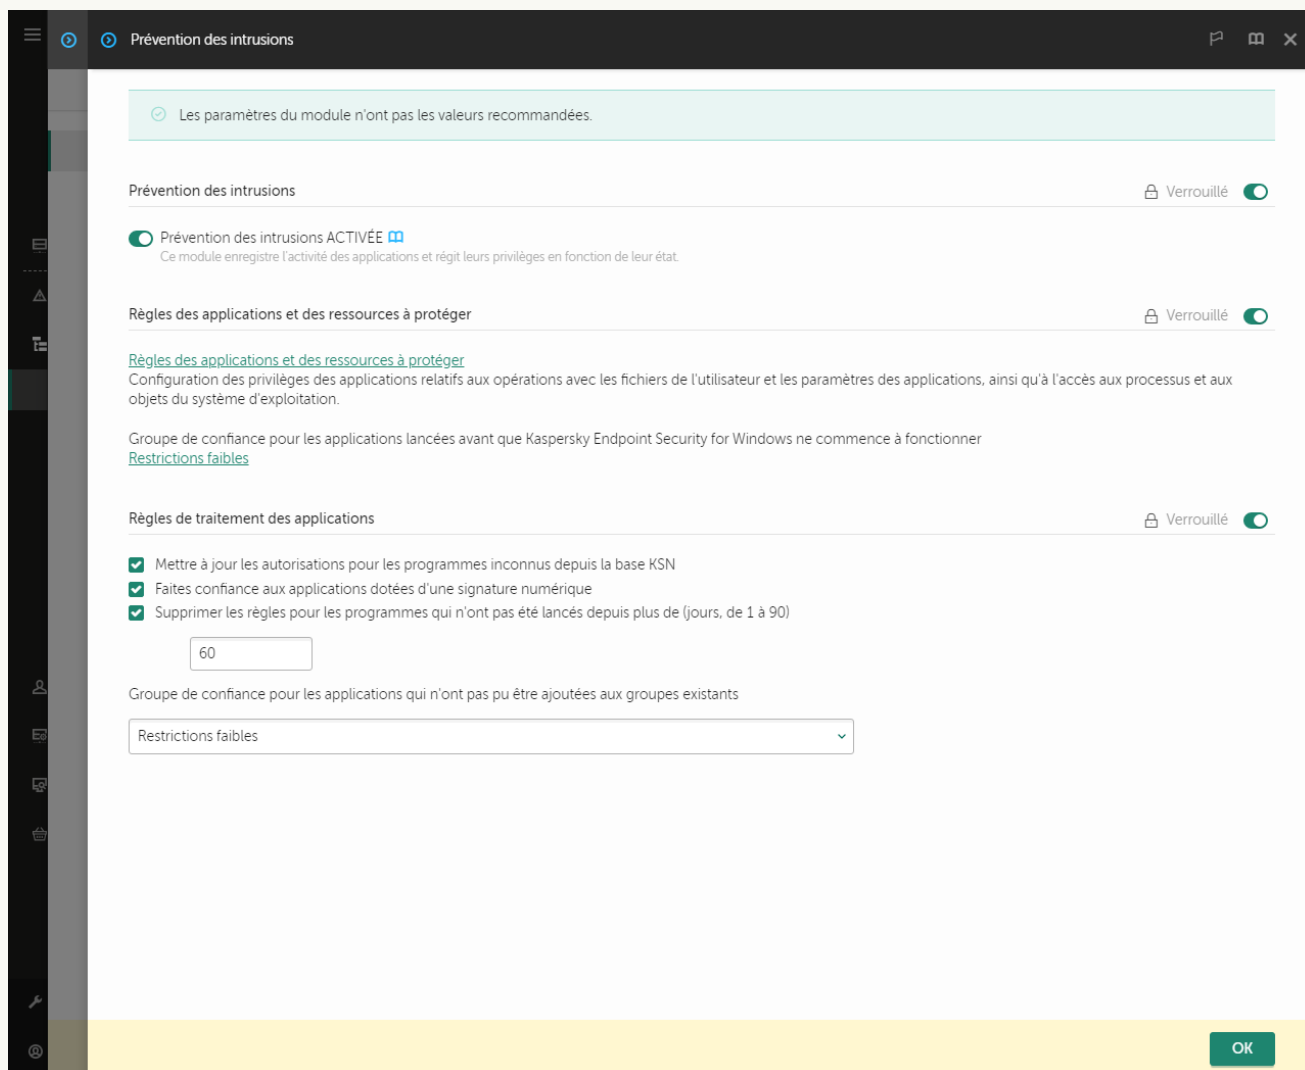 Prévention des intrusions
Les paramètres du module n'ont pas les valeurs recommandées.
Prévention des intrusions
Verrouillé
Prévention des intrusions ACTIVÉE
Ce module enregistre l'activité des applications et régit leurs privilèges en fonction de leur état.
Règles des applications et des ressources à protéger
Verrouillé
Règles des applications et des ressources à protéger
Configuration des privilèges des applications relatifs aux opérations avec les fichiers de l'utilisateur et les paramètres des applications, ainsi qu'à l'accès aux processus et aux
objets du système d'exploitation.
Groupe de confiance pour les applications lancées avant que Kaspersky Endpoint Security for Windows ne commence à fonctionner
Restrictions faibles
Règles de traitement des applications
Verrouillé
Mettre à jour les autorisations pour les programmes inconnus depuis la base KSN
Faites confiance aux applications dotées d'une signature numérique
Supprimer les règles pour les programmes qui n'ont pas été lancés depuis plus de (jours, de 1 à 90)
60
Groupe de confiance pour les applications qui n'ont pas pu être ajoutées aux groupes existants
Restrictions faibles
OK